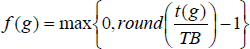 f(g) = max{0, round(t(g)/TB) − 1}